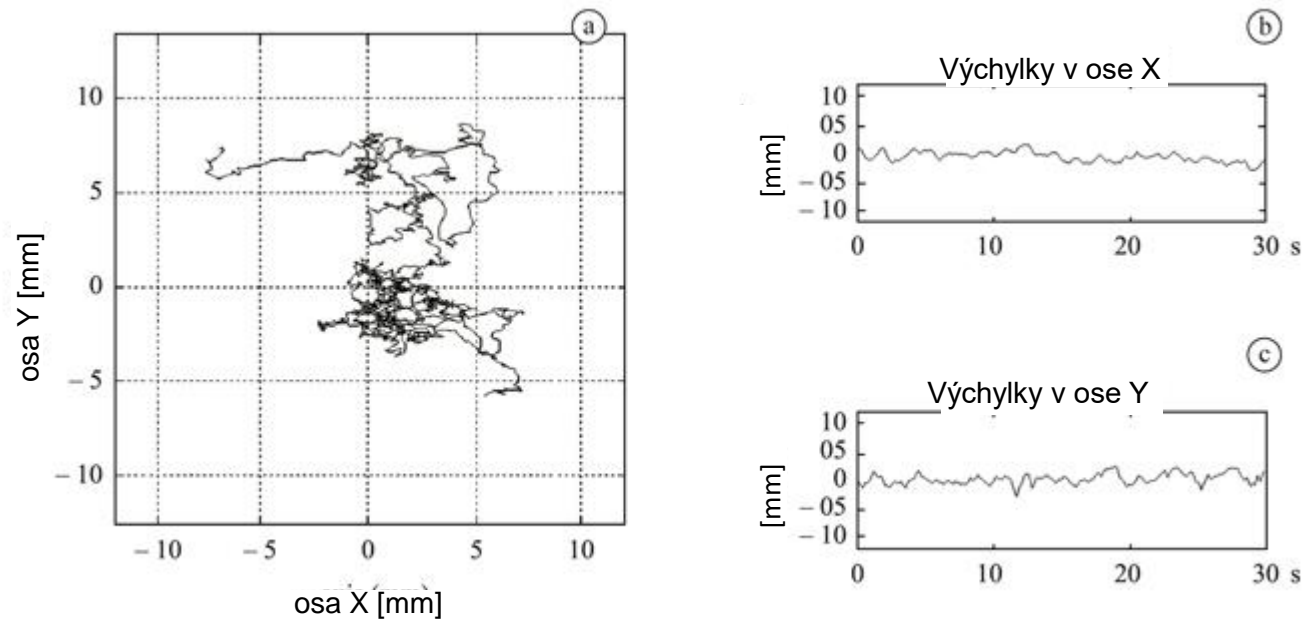 a
10
5
0
– 5
– 10
osa Y [mm]
– 10 – 5 0 5 10
osa X [mm]
b
Výchylky v ose X
10
05
0
– 05
– 10
[mm]
0 10 20 30 s
c
Výchylky v ose Y
10
05
0
– 05
– 10
[mm]
0 10 20 30 s